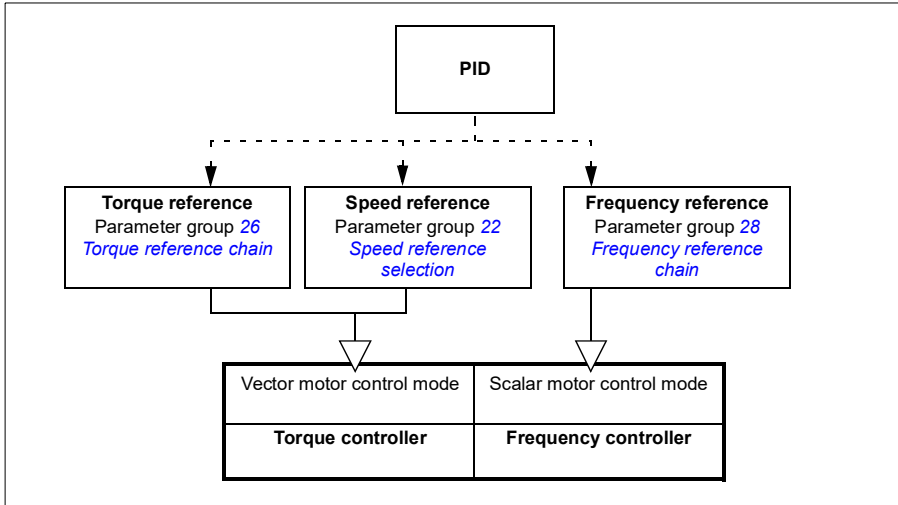 PID
Torque reference
Parameter group 26
Torque reference chain
Speed reference
Parameter group 22
Speed reference
selection
Frequency reference
Parameter group 28
Frequency reference
chain
Vector motor control mode
Scalar motor control mode
Torque controller
Frequency controller